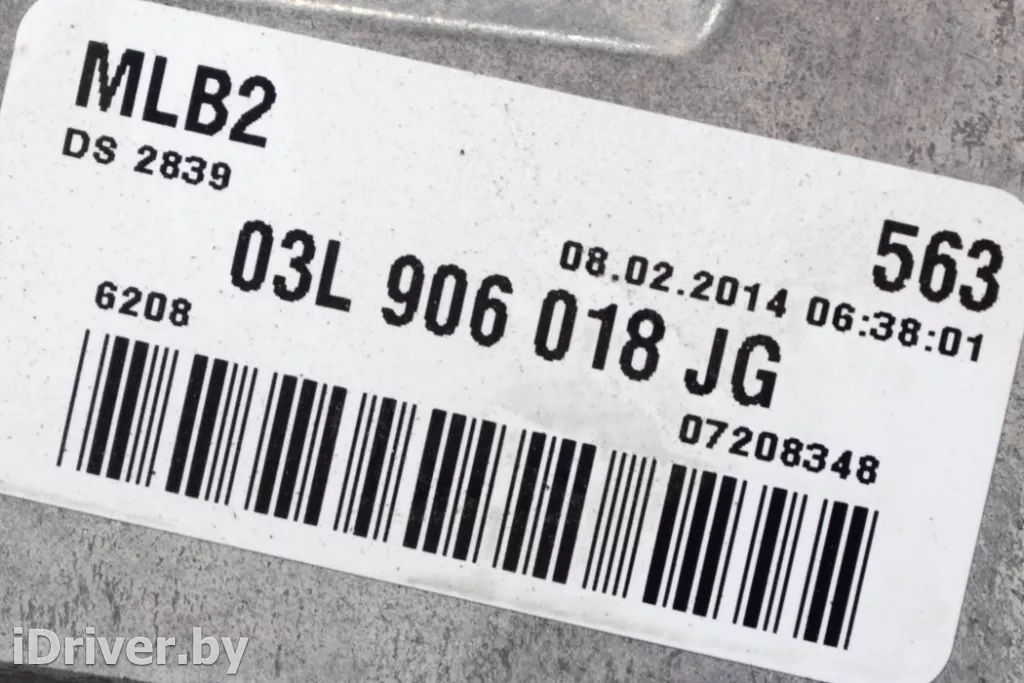 MLB2
DS 2839
563
08.02.2014 06:38:01
03L 906 018 JG
6208
07208348
iDriver.by